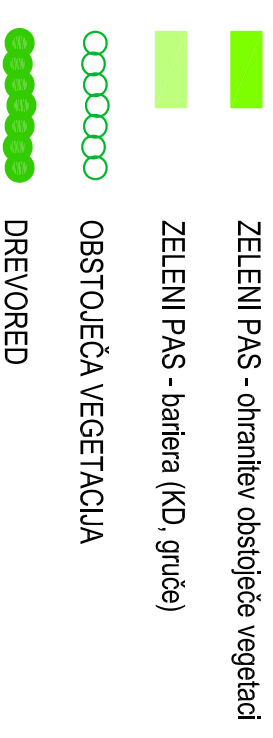 ZELENI PAS - ohranitev obstoječe vegetaci
ZELENI PAS - bariera (KD, gruče)
OBSTOJEČA VEGETACIJA
DREVORED